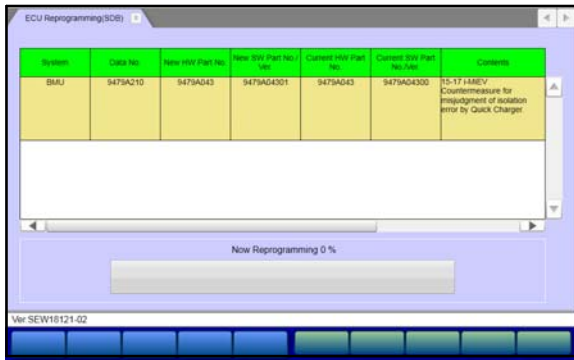 ECU Reprogramming(SDB)
System Data No. New HW Part No. New SW Part No./Ver. Current HW Part No. Current SW Part No./Ver. Contents
BMU 9479A210 9479A043 9479A04301 9479A043 9479A04300 15-17 i-MiEV
Countermeasure for
misjudgment of isolation
error by Quick Charger.
Now Reprogramming 0 %
Ver.SEW18121-02